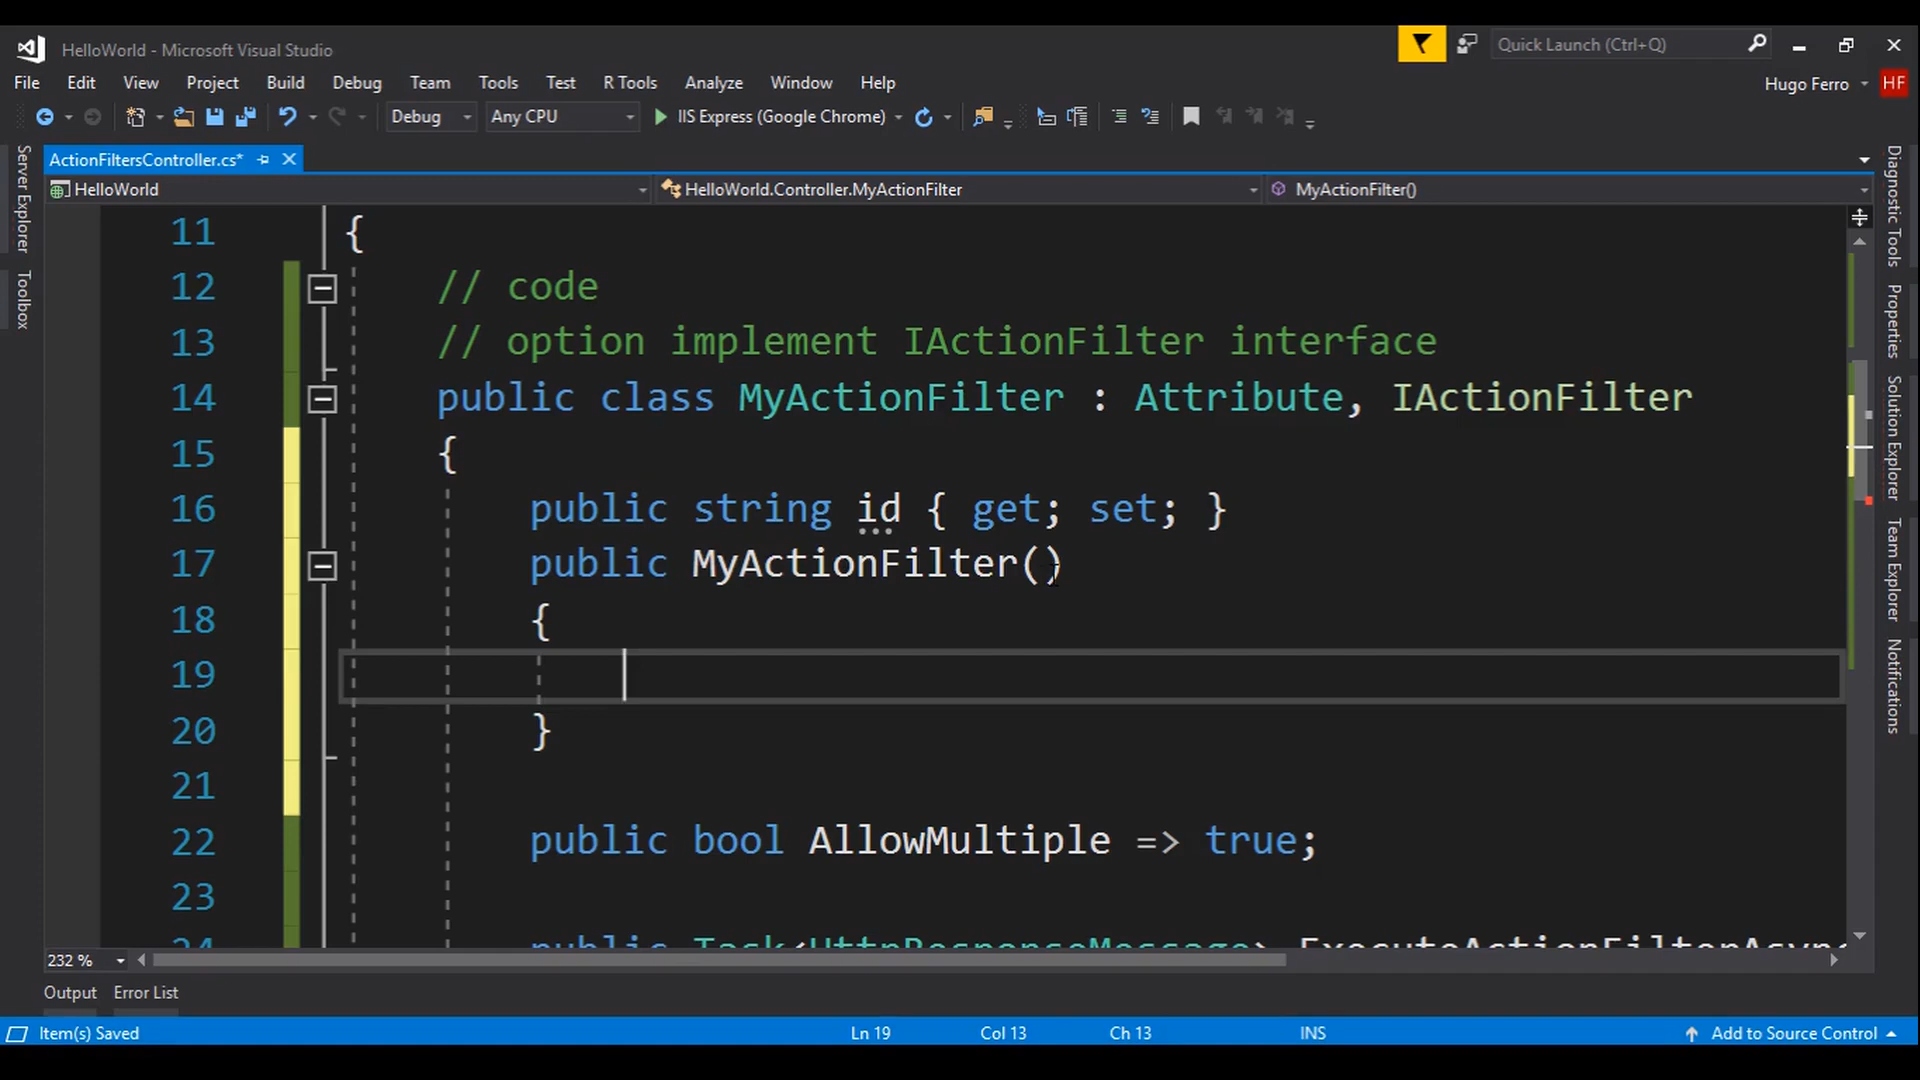 HelloWorld - Microsoft Visual Studio
Quick Launch (Ctrl+Q)
File Edit View Project Build Debug Team Tools Test R Tools Analyze Window Help
Hugo Ferro HF
Debug Any CPU IIS Express (Google Chrome)
ActionFiltersController.cs*
HelloWorld HelloWorld.Controller.MyActionFilter MyActionFilter()
Server Explorer
Toolbox
11 {
12 // code
13 // option implement IActionFilter interface
14 public class MyActionFilter : Attribute, IActionFilter
15 {
16 public string id { get; set; }
17 public MyActionFilter()
18 {
19
20 }
21
22 public bool AllowMultiple => true;
23
24 public Task<HttpResponseMessage> ExecuteActionFilterAsync
Diagnostic Tools
Properties
Solution Explorer
Team Explorer
Notifications
232 %
Output Error List
Item(s) Saved Ln 19 Col 13 Ch 13 INS Add to Source Control